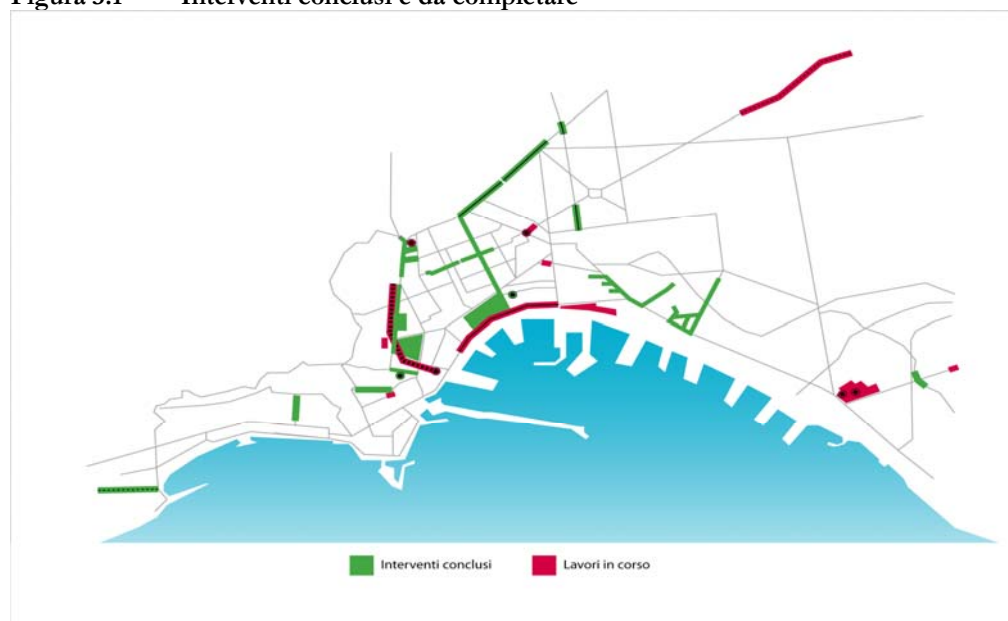 Figura 3.1 Interventi conclusi e da completare
Interventi conclusi
Lavori in corso